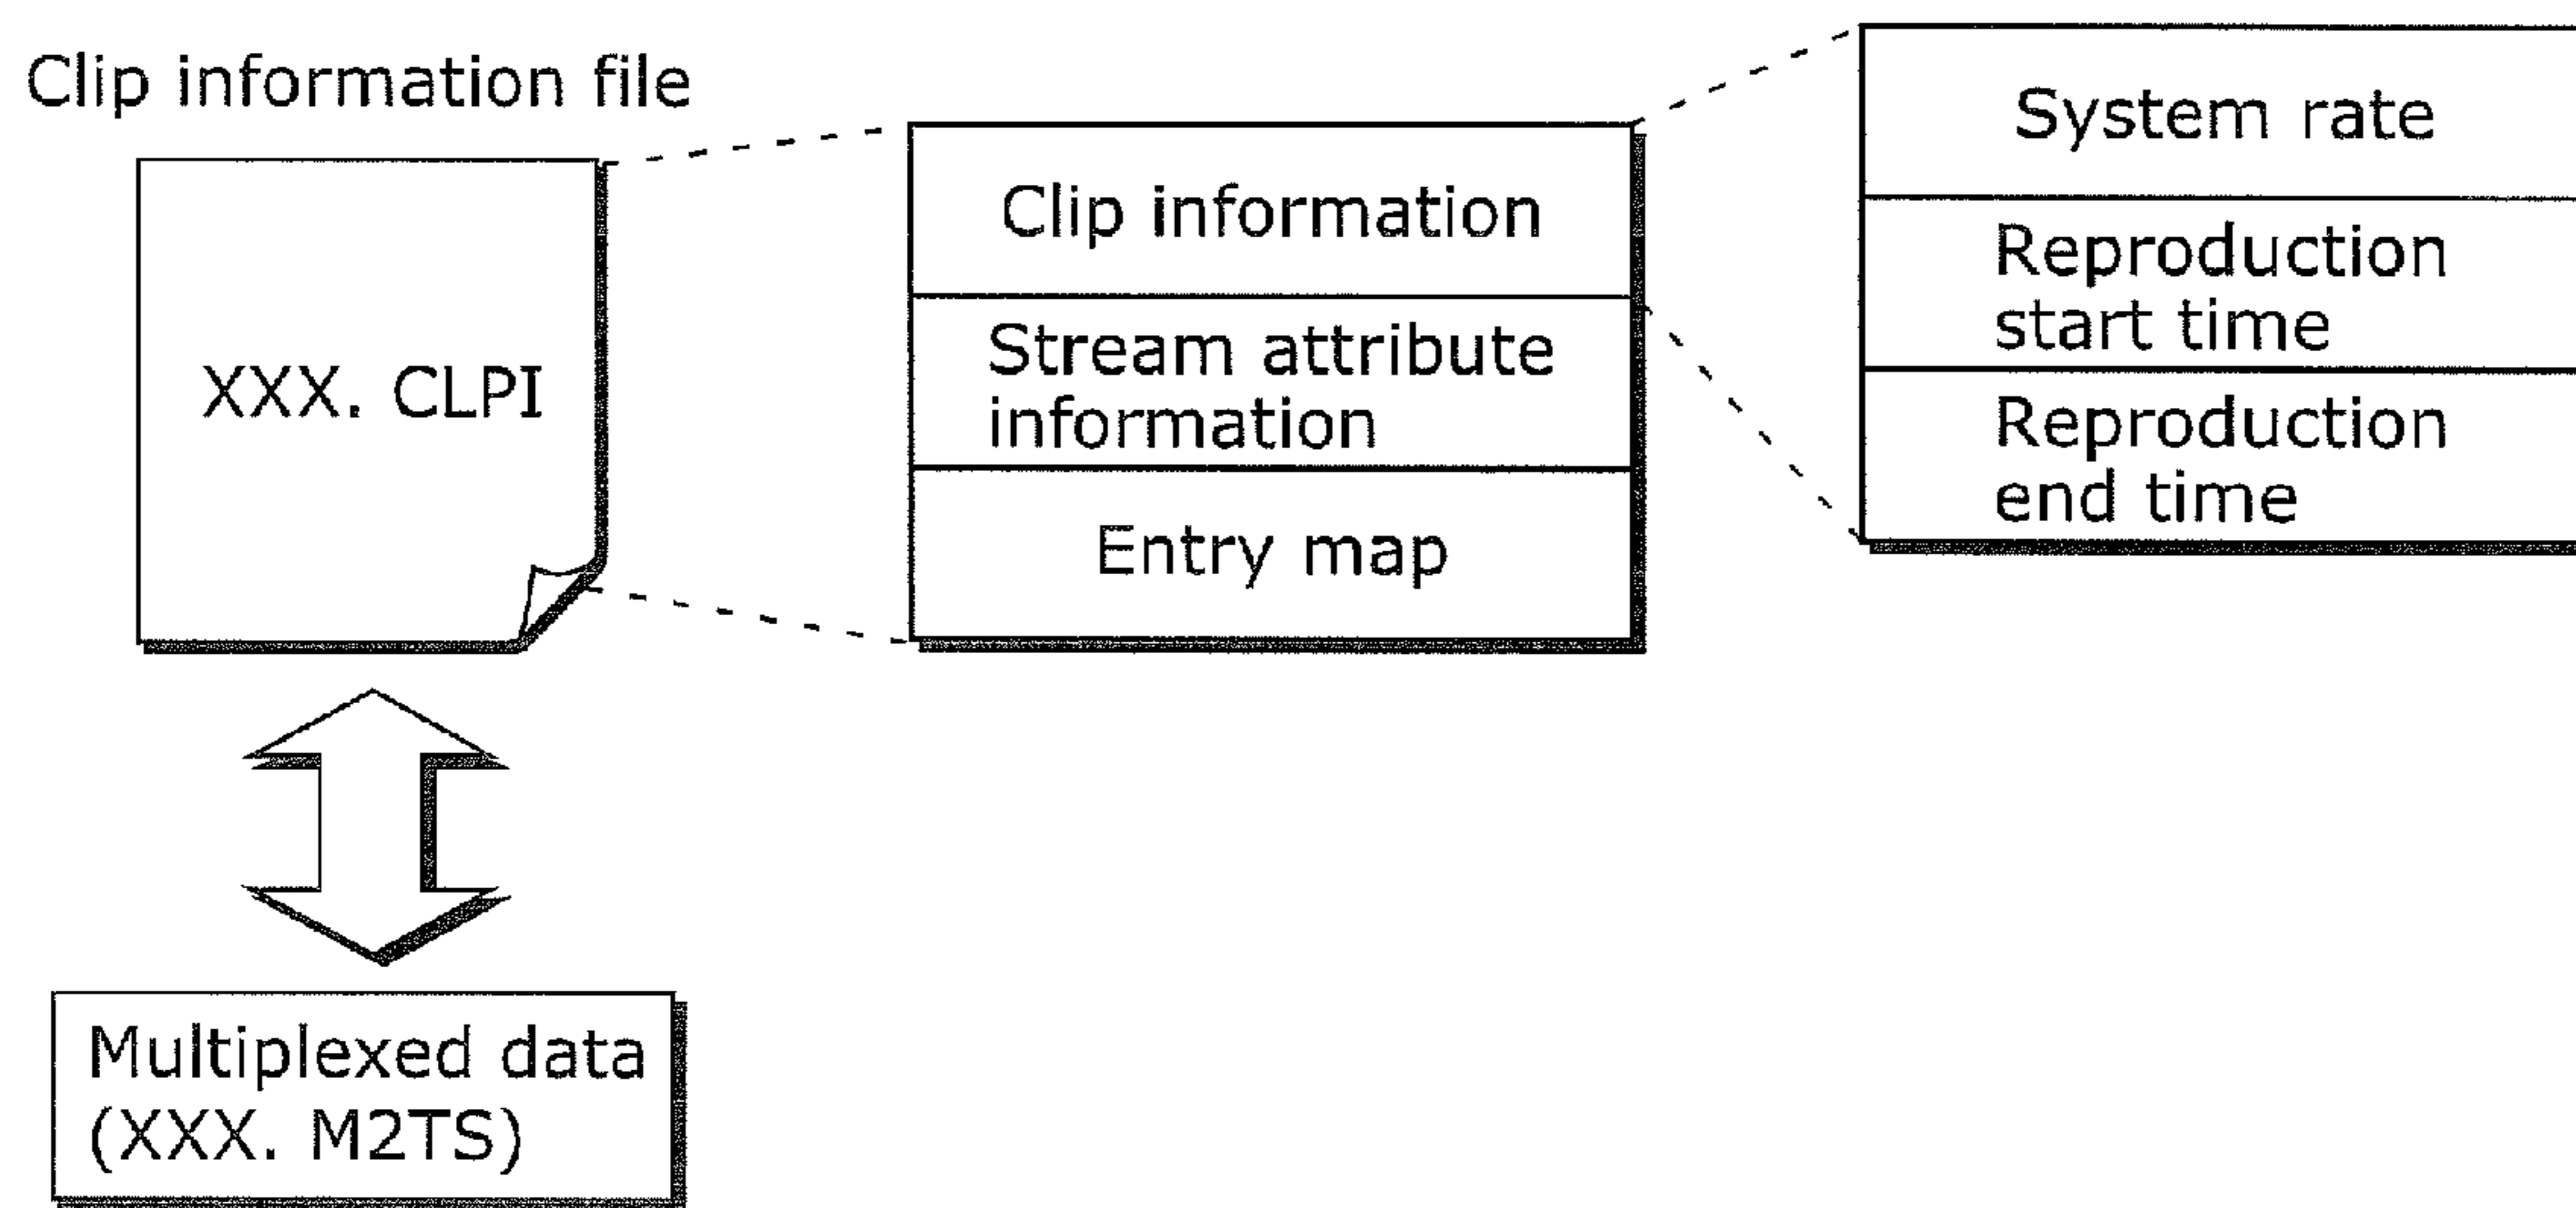 Clip information file
XXX. CLPI
Clip information
Stream attribute
information
Entry map
System rate
Reproduction
start time
Reproduction
end time
Multiplexed data
(XXX. M2TS)